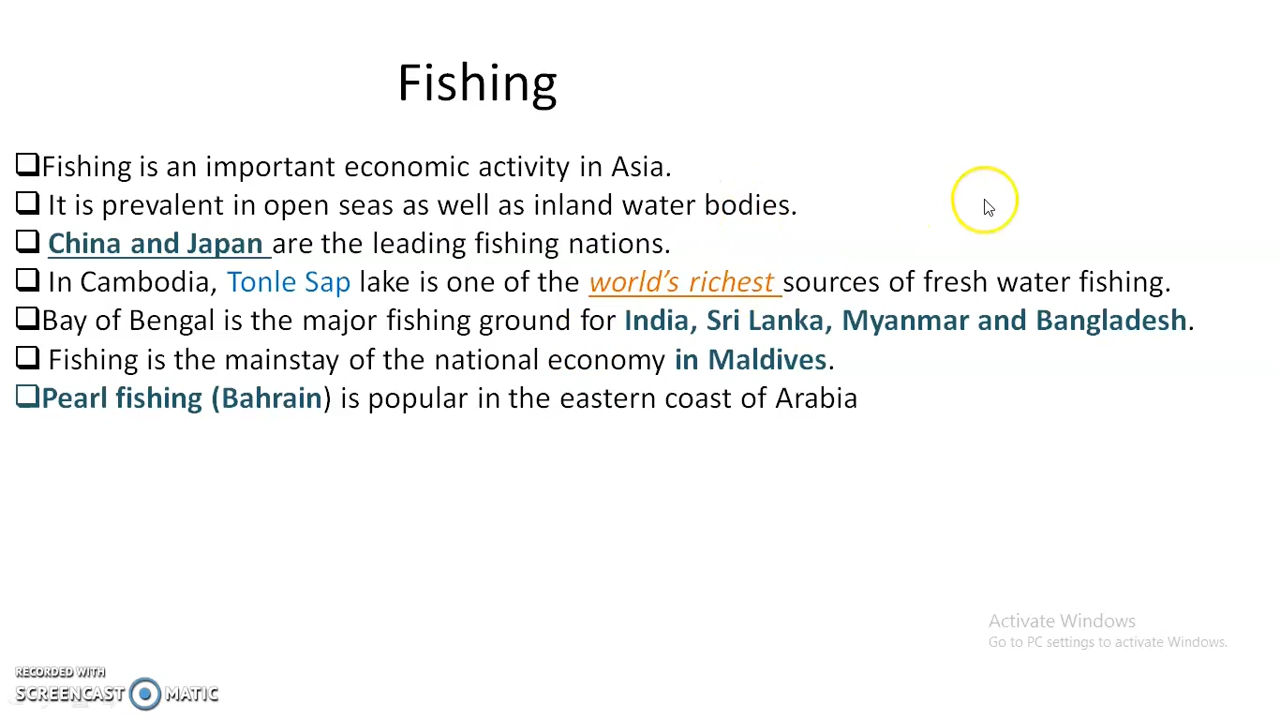 Fishing
Fishing is an important economic activity in Asia.
It is prevalent in open seas as well as inland water bodies.
China and Japan are the leading fishing nations.
In Cambodia, Tonle Sap lake is one of the world's richest sources of fresh water fishing.
Bay of Bengal is the major fishing ground for India, Sri Lanka, Myanmar and Bangladesh.
Fishing is the mainstay of the national economy in Maldives.
Pearl fishing (Bahrain) is popular in the eastern coast of Arabia
Activate Windows
Go to PC settings to activate Windows.
RECORDED WITH
SCREENCAST MATIC